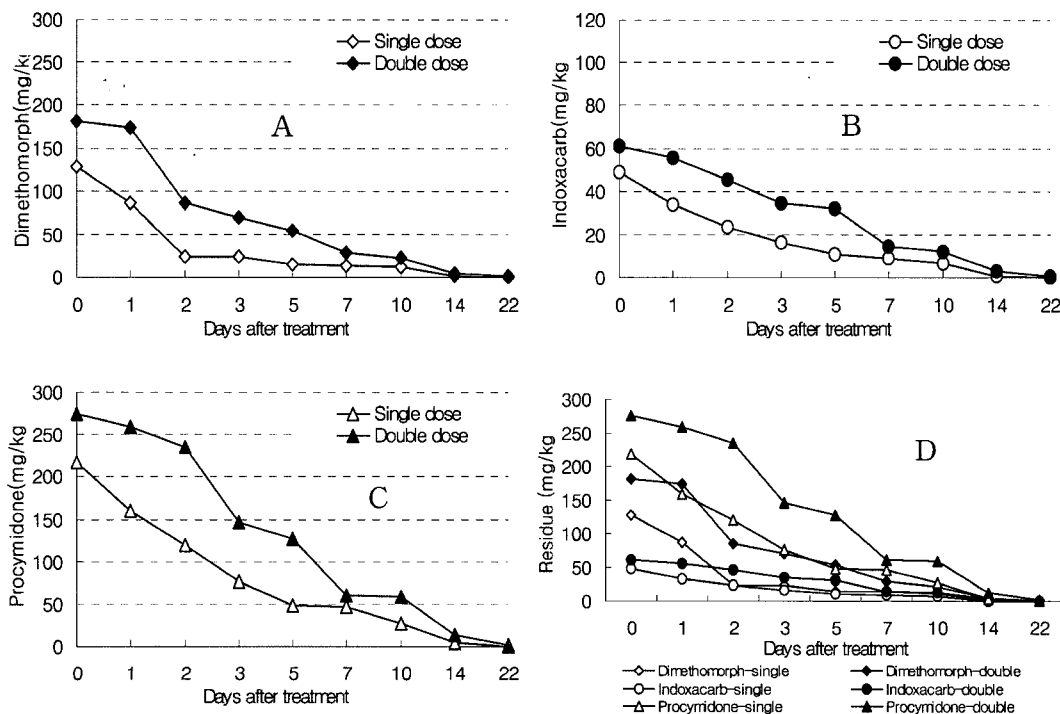 Dimethomorph(mg/k
300
250
200
150
100
50
0
Single dose
Double dose
A
0 1 2 3 5 7 10 14 22
Days after treatment
Indoxacarb(mg/kg
120
100
80
60
40
20
0
Single dose
Double dose
B
0 1 2 3 5 7 10 14 22
Days after treatment
Procymidone(mg/kg
300
250
200
150
100
50
0
Single dose
Double dose
C
0 1 2 3 5 7 10 14 22
Days after treatment
Residue (mg/kg
300
250
200
150
100
50
0
D
0 1 2 3 5 7 10 14 22
Days after treatment
Dimethomorph-single Dimethomorph-double
Indoxacarb-single Indoxacarb-double
Procymidone-single Procymidone-double